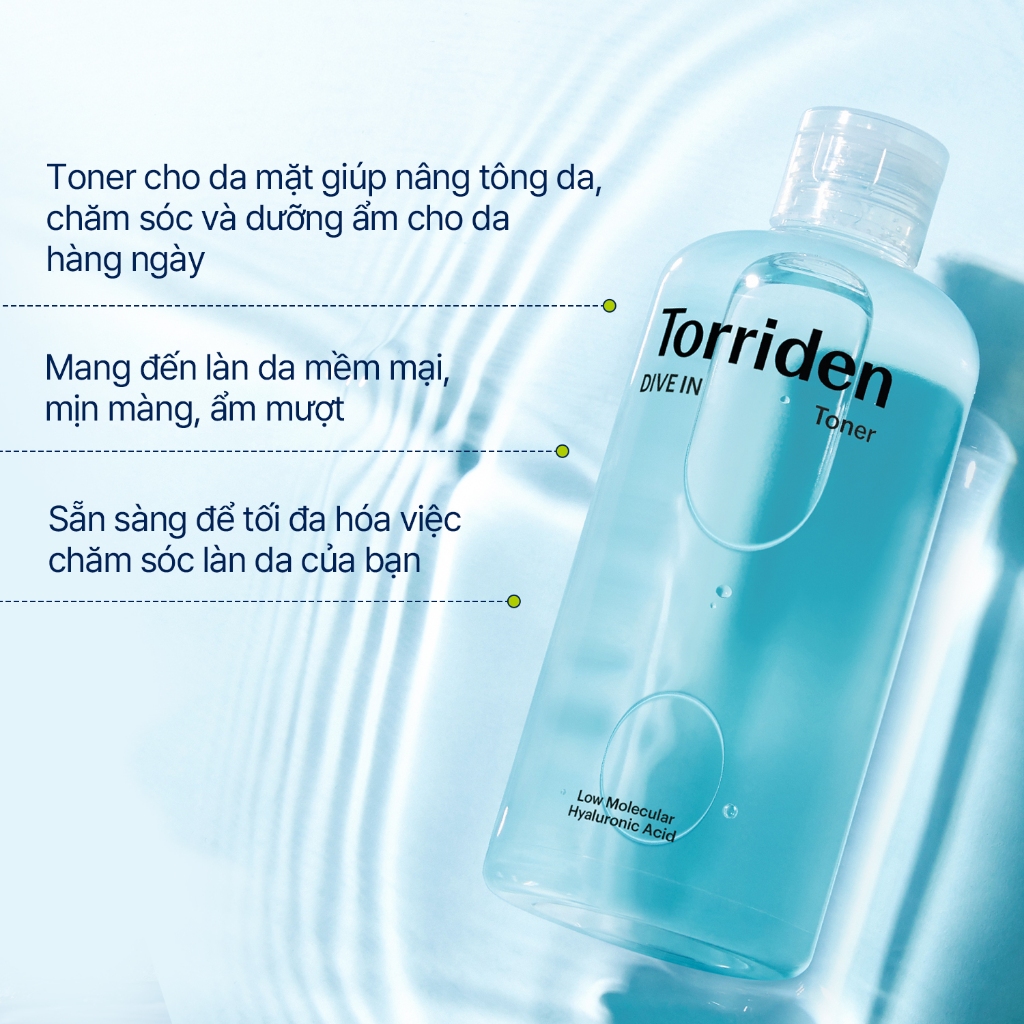 Toner cho da mặt giúp nâng tông da,
chăm sóc và dưỡng ẩm cho da
hàng ngày
Mang đến làn da mềm mại,
mịn màng, ẩm mượt
Sẵn sàng để tối đa hóa việc
chăm sóc làn da của bạn
Torriden
DIVE IN
Toner
Low Molecular
Hyaluronic Acid